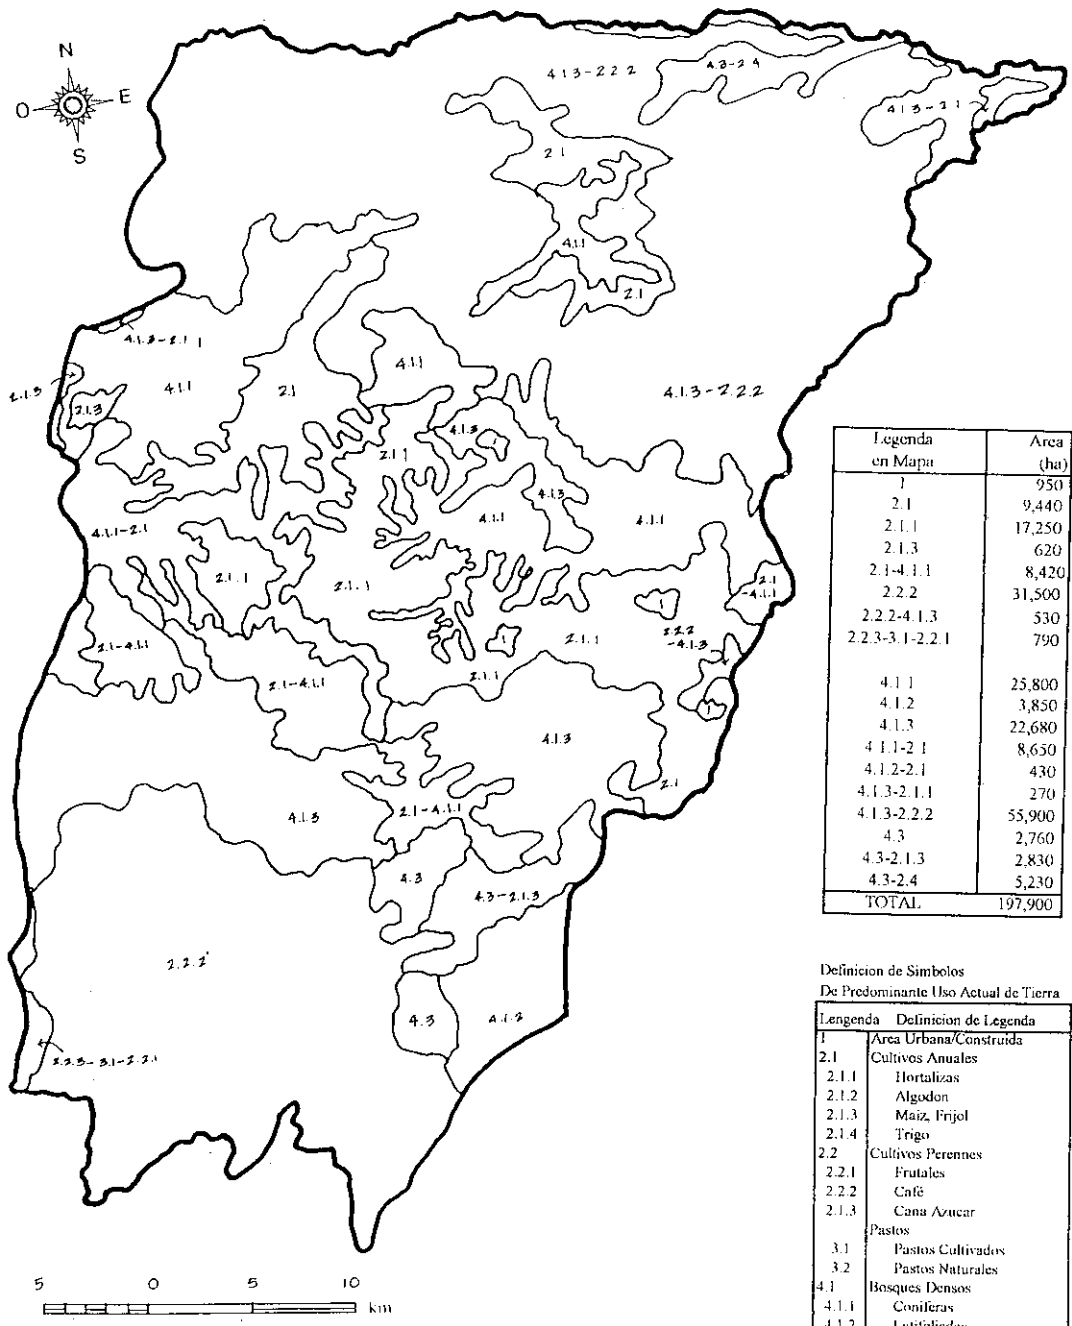 N
O
E
S
4.1.3-2.2.2
4.3-2.4
4.1.3-2.1
2.1
4.1.1
2.1
4.1.3-2.1.1
2.1.3
2.1.3
4.1.1
2.1
4.1.1
4.1.3-2.2.2
4.1.3
1
2.1.1
4.1.3
4.1.1
4.1.1
4.1.1-2.1
2.1.1
2.1.1
1
2.1
-4.1.1
2.2.2
-4.1.3
2.1-4.1.1
1
2.1.1
2.1-4.1.1
2.1.1
1
4.1.3
2.1
4.1.3
2.1-4.1.1
4.3
4.3-2.1.3
2.2.2
4.3
4.1.2
2.2.3-3.1-2.2.1
5 0 5 10
km
Legenda Area
en Mapa (ha)
1 950
2.1 9,440
2.1.1 17,250
2.1.3 620
2.1-4.1.1 8,420
2.2.2 31,500
2.2.2-4.1.3 530
2.2.3-3.1-2.2.1 790
4.1.1 25,800
4.1.2 3,850
4.1.3 22,680
4.1.1-2.1 8,650
4.1.2-2.1 430
4.1.3-2.1.1 270
4.1.3-2.2.2 55,900
4.3 2,760
4.3-2.1.3 2,830
4.3-2.4 5,230
TOTAL 197,900
Definicion de Simbolos
De Predominante Uso Actual de Tierra
Lengenda Definicion de Legenda
1 Area Urbana/Construida
2.1 Cultivos Anuales
2.1.1 Hortalizas
2.1.2 Algodon
2.1.3 Maiz, Frijol
2.1.4 Trigo
2.2 Cultivos Perennes
2.2.1 Frutales
2.2.2 Café
2.1.3 Cana Azucar
Pastos
3.1 Pastos Cultivados
3.2 Pastos Naturales
4.1 Bosques Densos
4.1.1 Coniferas
4.1.2 Latifoliadas